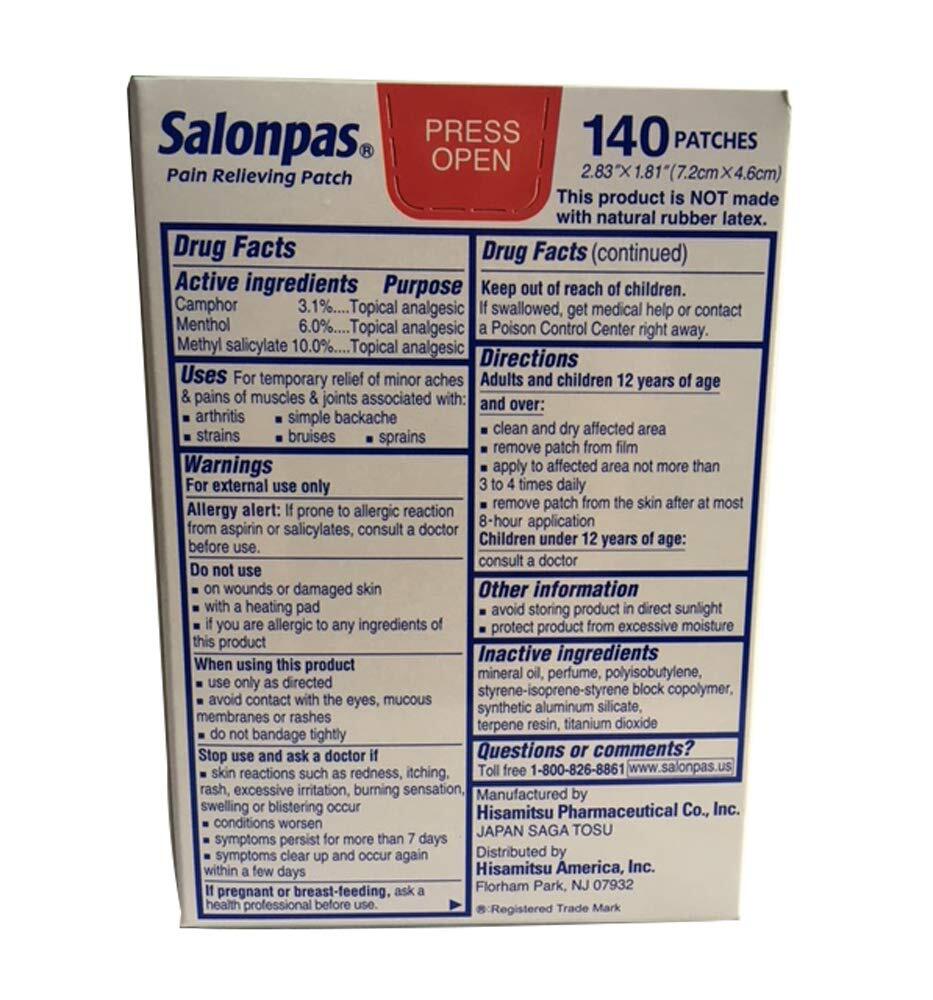 Salonpas®
Pain Relieving Patch
PRESS
OPEN
140 PATCHES
2.83"×1.81"(7.2cm×4.6cm)
This product is NOT made
with natural rubber latex.
Drug Facts
Active ingredients Purpose
Camphor 3.1%....Topical analgesic
Menthol 6.0%....Topical analgesic
Methyl salicylate 10.0%....Topical analgesic
Uses For temporary relief of minor aches
& pains of muscles & joints associated with:
▪ arthritis ▪ simple backache
▪ strains ▪ bruises ▪ sprains
Warnings
For external use only
Allergy alert: If prone to allergic reaction
from aspirin or salicylates, consult a doctor
before use.
Do not use
▪ on wounds or damaged skin
▪ with a heating pad
▪ if you are allergic to any ingredients of
this product
When using this product
▪ use only as directed
▪ avoid contact with the eyes, mucous
membranes or rashes
▪ do not bandage tightly
Stop use and ask a doctor if
▪ skin reactions such as redness, itching,
rash, excessive irritation, burning sensation,
swelling or blistering occur
▪ conditions worsen
▪ symptoms persist for more than 7 days
▪ symptoms clear up and occur again
within a few days
If pregnant or breast-feeding, ask a
health professional before use. ▶
Drug Facts (continued)
Keep out of reach of children.
If swallowed, get medical help or contact
a Poison Control Center right away.
Directions
Adults and children 12 years of age
and over:
▪ clean and dry affected area
▪ remove patch from film
▪ apply to affected area not more than
3 to 4 times daily
▪ remove patch from the skin after at most
8-hour application
Children under 12 years of age:
consult a doctor
Other information
▪ avoid storing product in direct sunlight
▪ protect product from excessive moisture
Inactive ingredients
mineral oil, perfume, polyisobutylene,
styrene-isoprene-styrene block copolymer,
synthetic aluminum silicate,
terpene resin, titanium dioxide
Questions or comments?
Toll free 1-800-826-8861 www.salonpas.us
Manufactured by
Hisamitsu Pharmaceutical Co., Inc.
JAPAN SAGA TOSU
Distributed by
Hisamitsu America, Inc.
Florham Park, NJ 07932
®:Registered Trade Mark